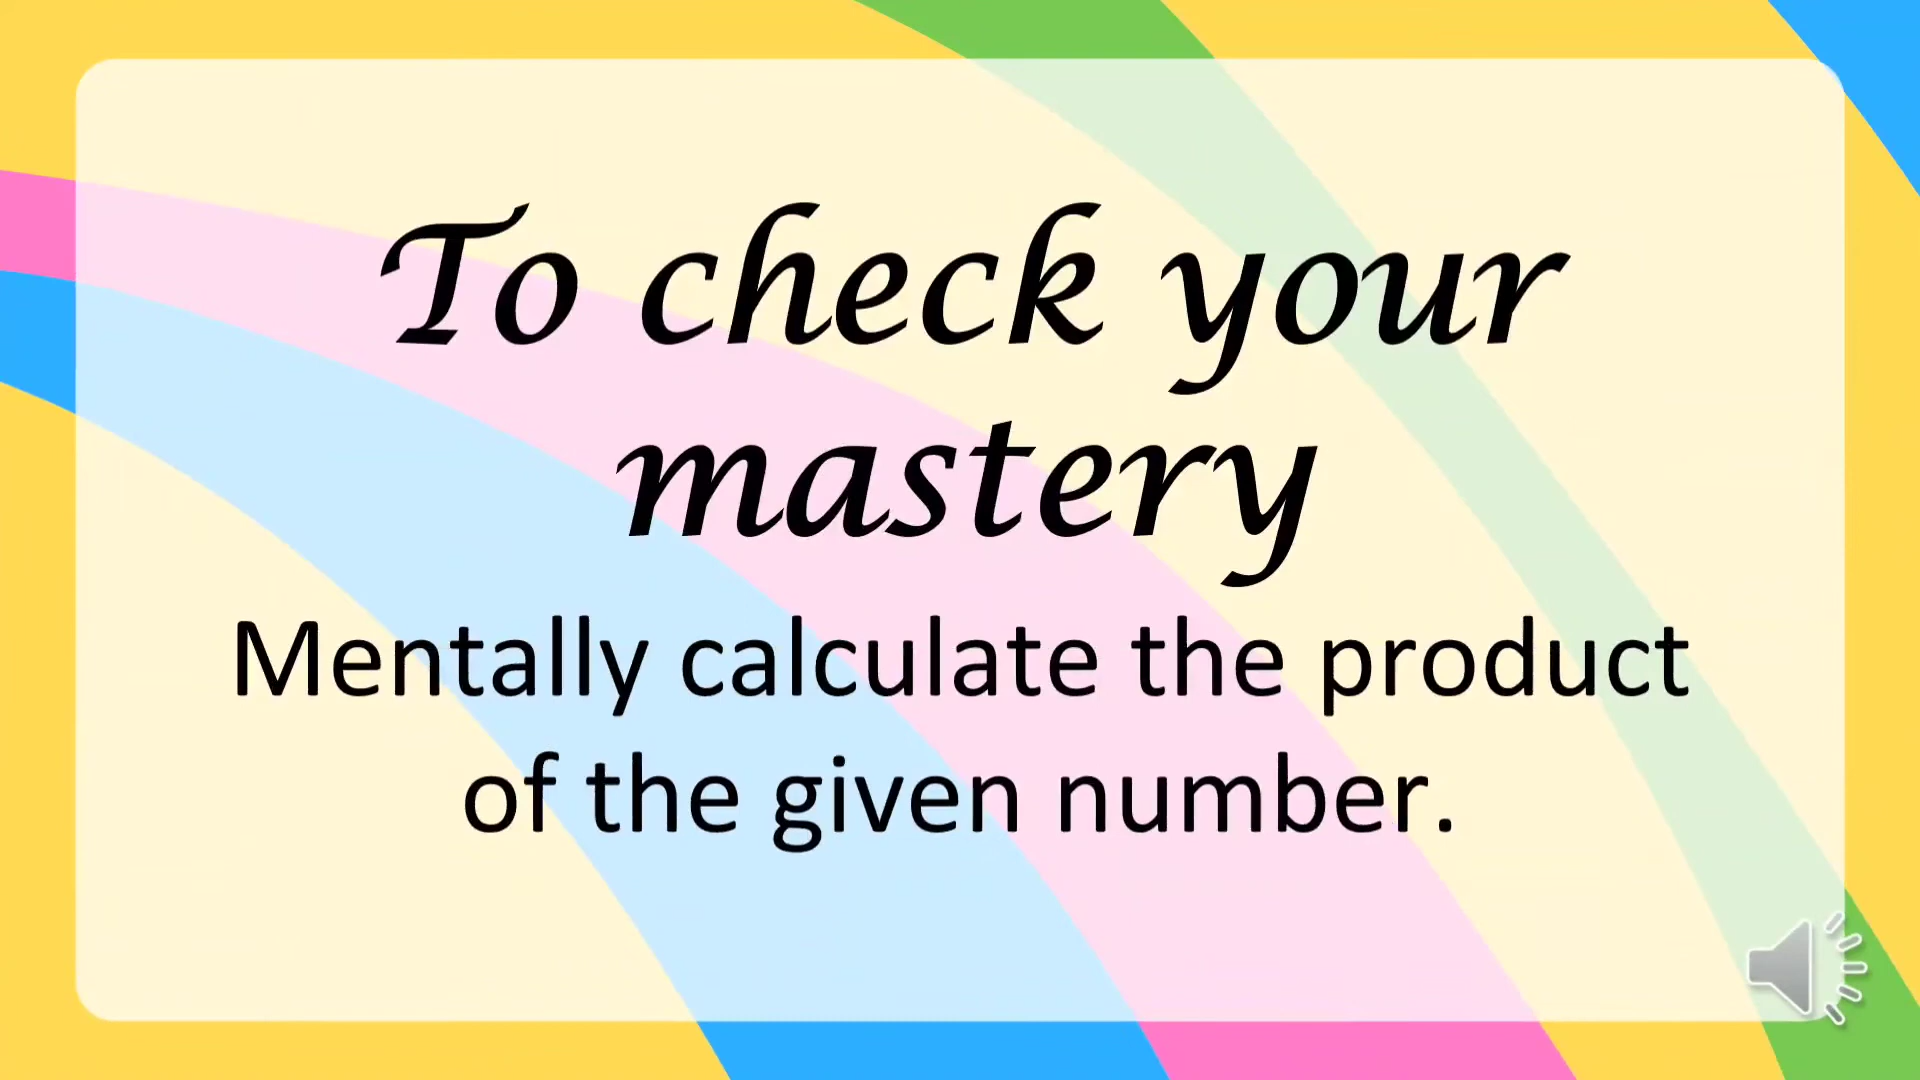 To check your
mastery
Mentally calculate the product
of the given number.